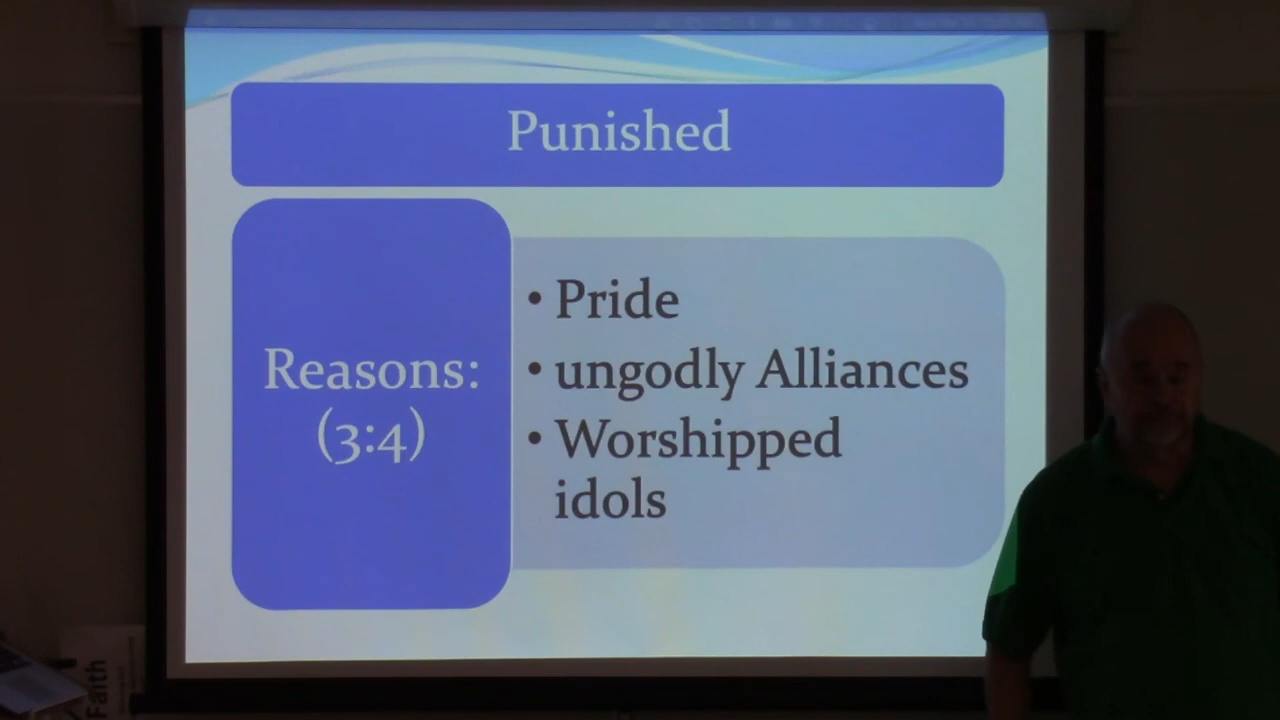 Punished
Reasons:
(3:4)
• Pride
• ungodly Alliances
• Worshipped
idols
Faith